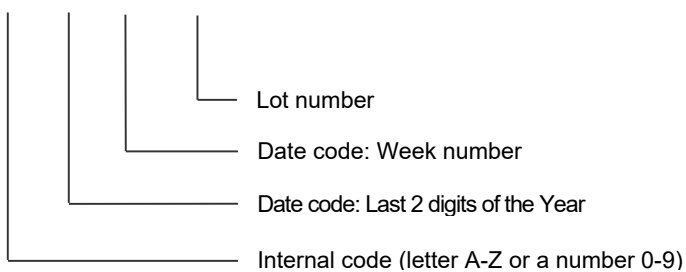 Lot number
Date code: Week number
Date code: Last 2 digits of the Year
Internal code (letter A-Z or a number 0-9)